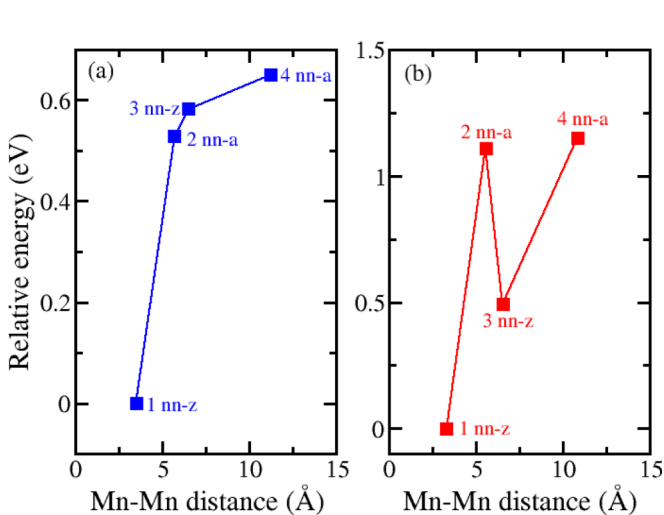 (a)
4 nn-a
3 nn-z
2 nn-a
1 nn-z
0.6
0.4
0.2
0
0 5 10 15
Mn-Mn distance (Å)
Relative energy (eV)
(b)
4 nn-a
2 nn-a
3 nn-z
1 nn-z
1.5
1
0.5
0
0 5 10 15
Mn-Mn distance (Å)